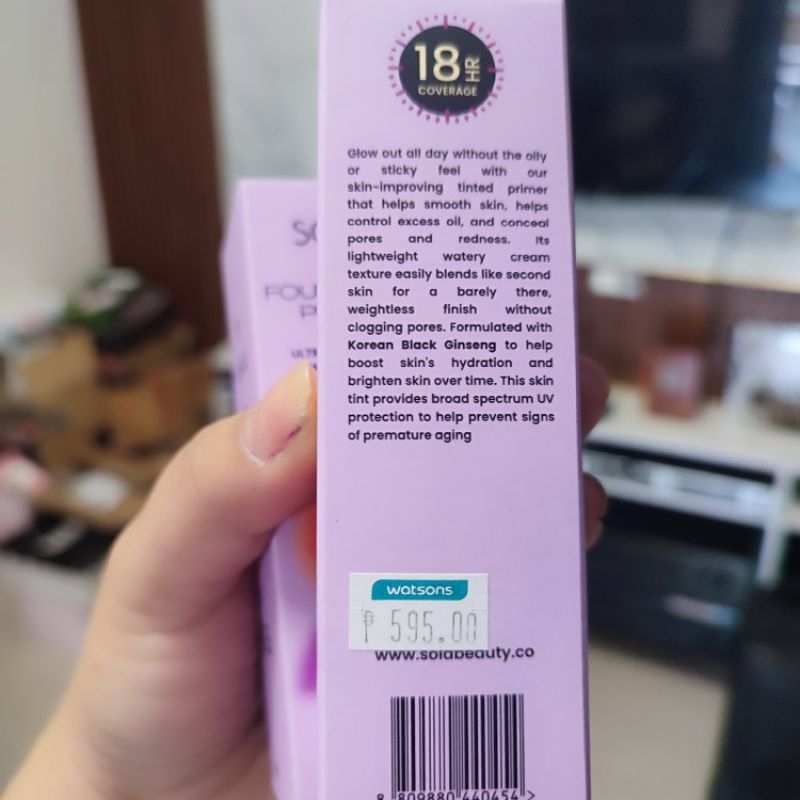 18 HR
COVERAGE
Glow out all day without the oily
or sticky feel with our
skin-improving tinted primer
that helps smooth skin, helps
control excess oil, and conceal
pores and redness. Its
lightweight watery cream
texture easily blends like second
skin for a barely there,
weightless finish without
clogging pores. Formulated with
Korean Black Ginseng to help
boost skin's hydration and
brighten skin over time. This skin
tint provides broad spectrum UV
protection to help prevent signs
of premature aging
watsons
₱ 595.00
www.solabeauty.co
8 809880 440454 >
SO
FOU
P
ULT